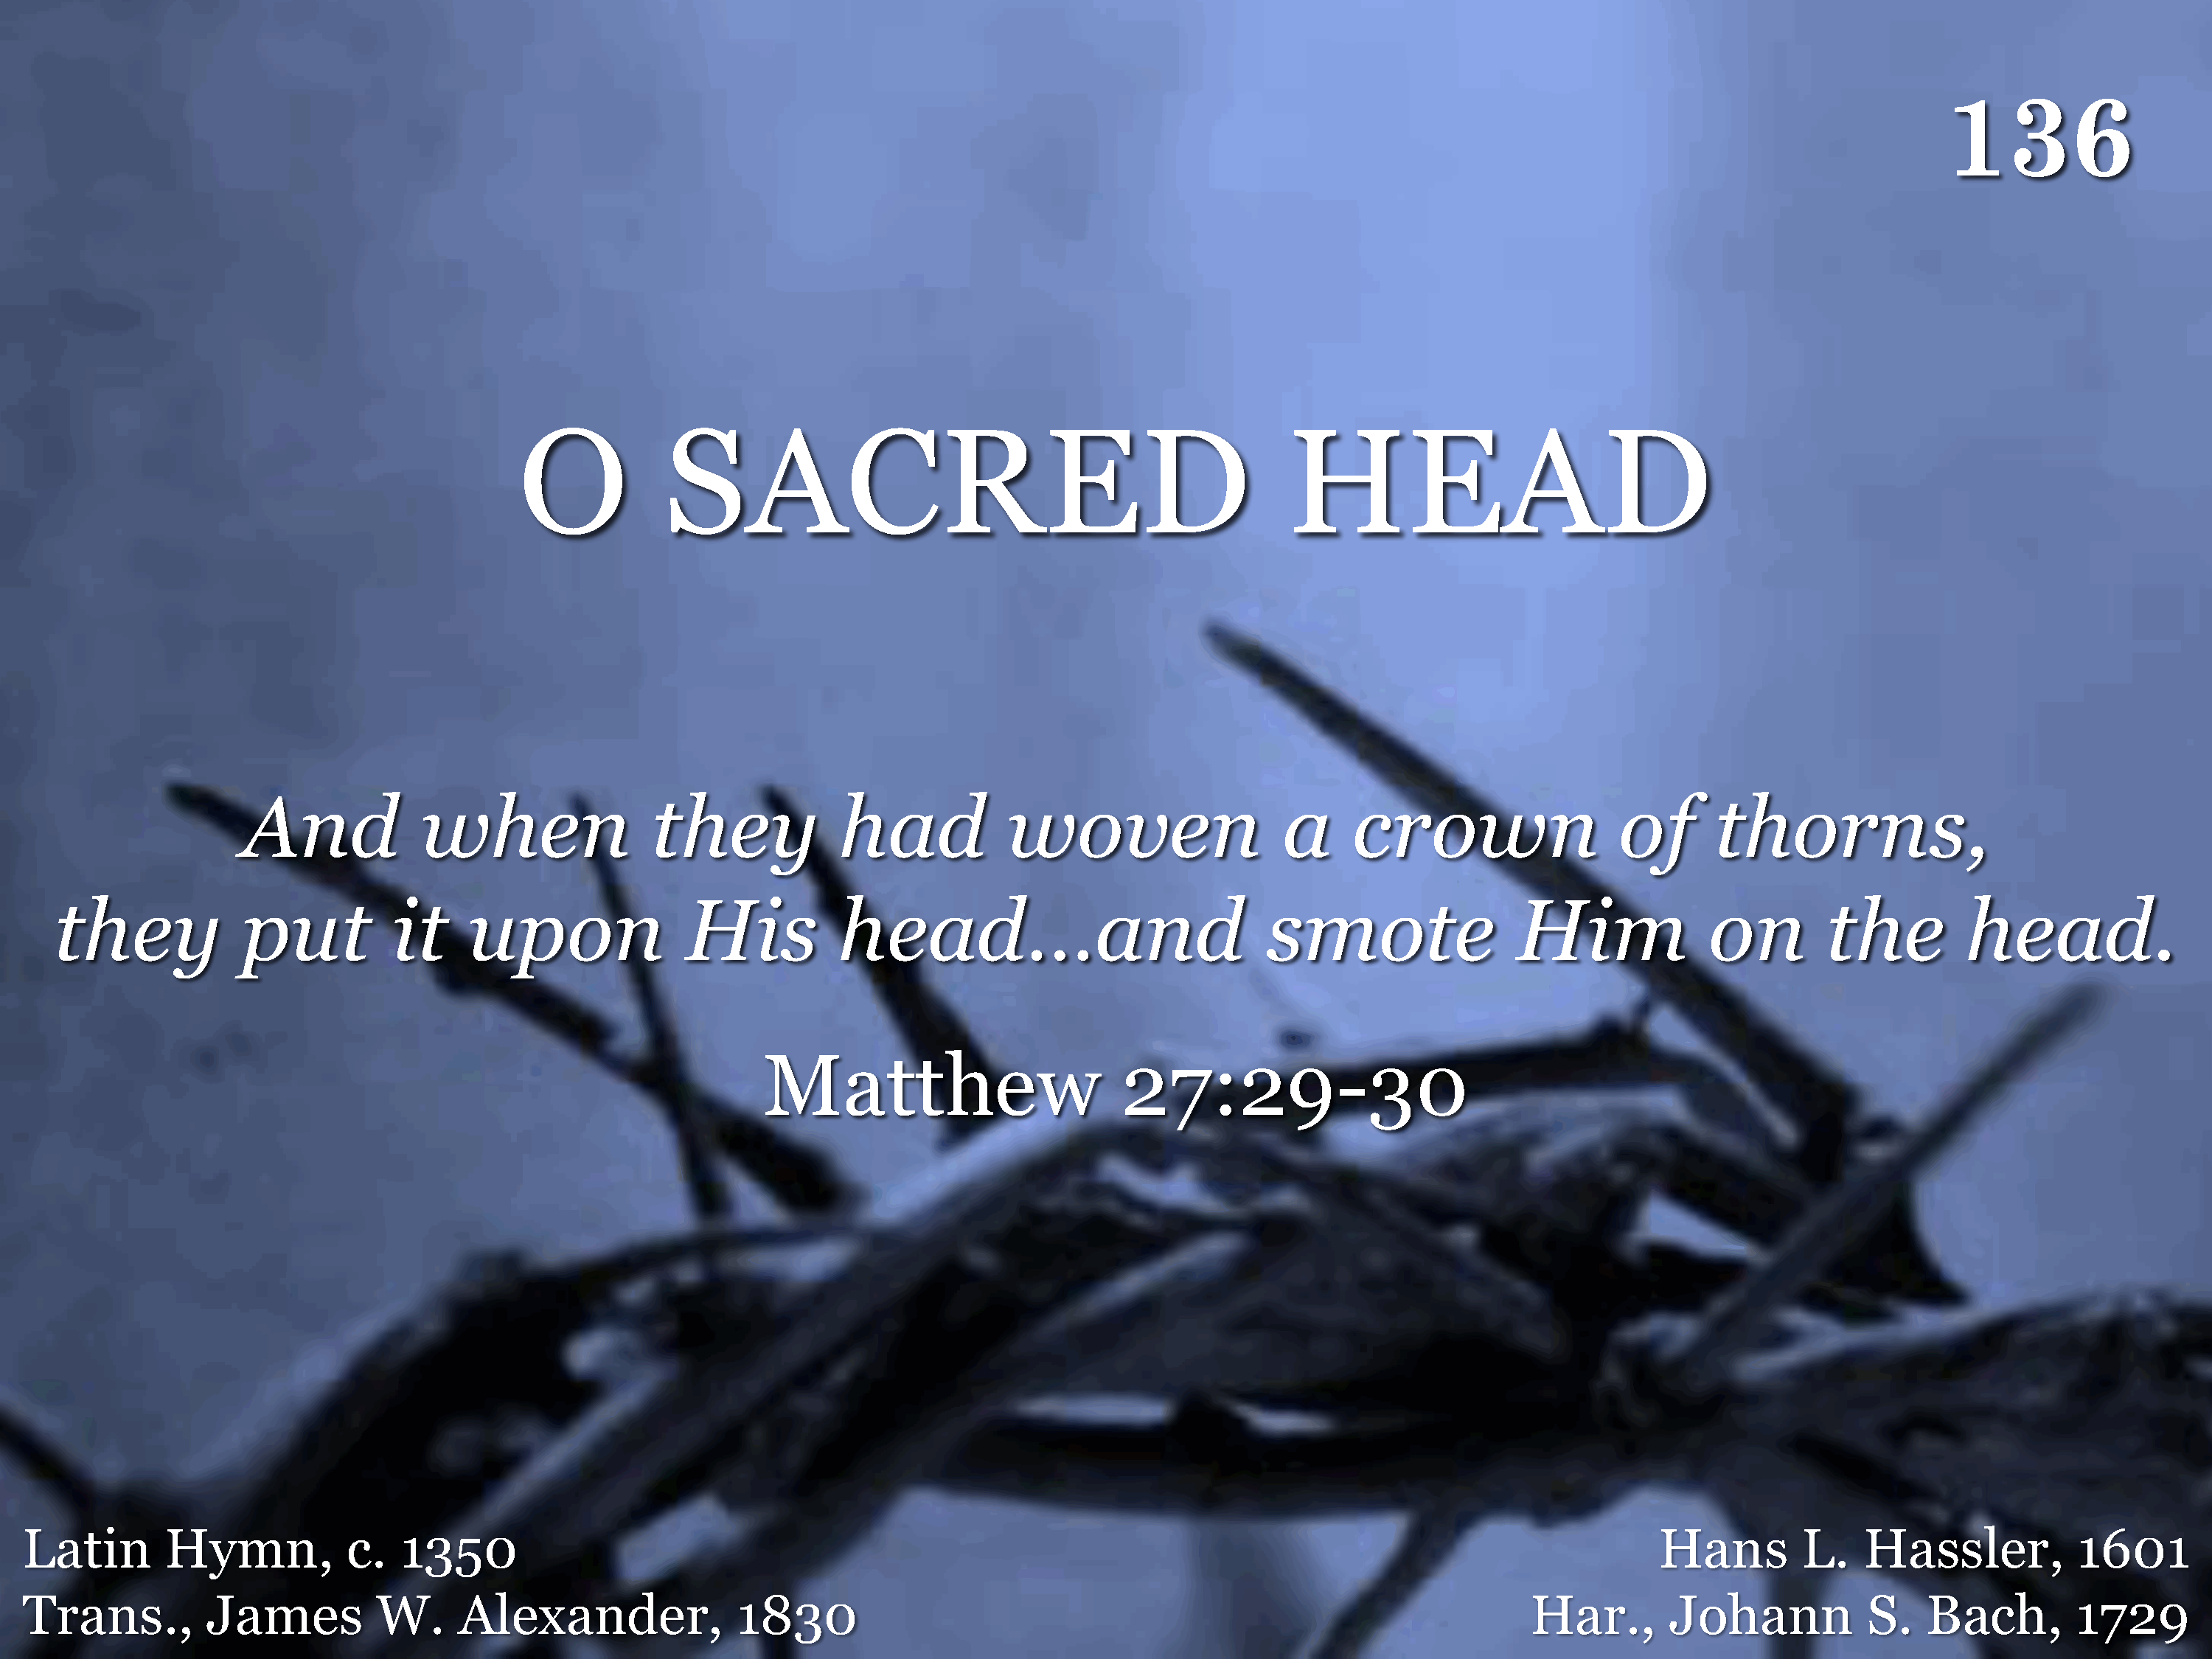 136
O SACRED HEAD
And when they had woven a crown of thorns,
they put it upon His head...and smote Him on the head.
Matthew 27:29-30
Latin Hymn, c. 1350
Trans., James W. Alexander, 1830
Hans L. Hassler, 1601
Har., Johann S. Bach, 1729